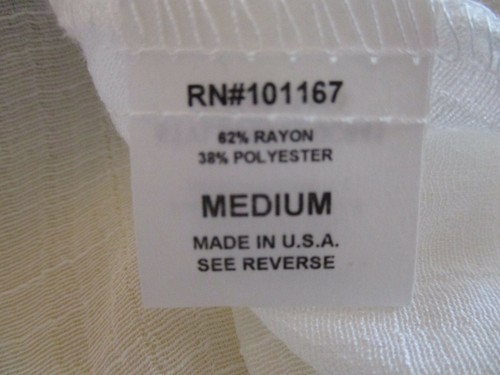 RN#101167
62% RAYON
38% POLYESTER
MEDIUM
MADE IN U.S.A.
SEE REVERSE